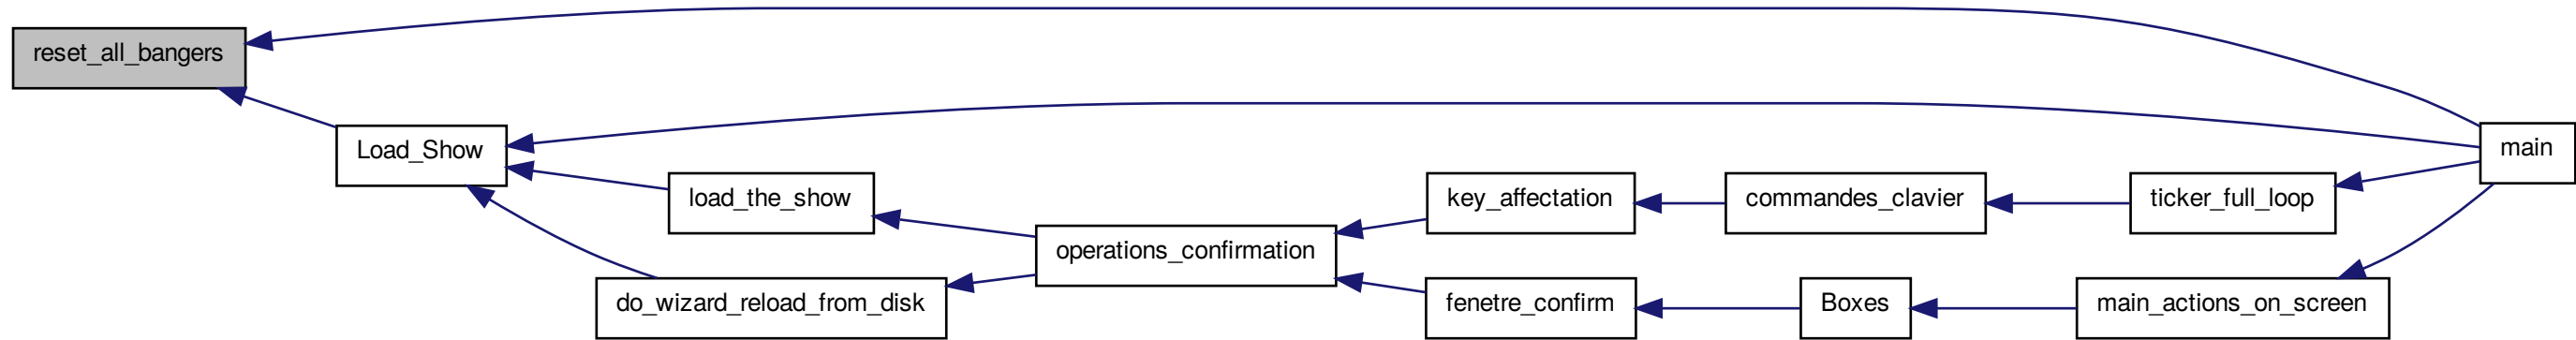 reset_all_bangers
Load_Show
main
load_the_show
key_affectation
commandes_clavier
ticker_full_loop
operations_confirmation
do_wizard_reload_from_disk
fenetre_confirm
Boxes
main_actions_on_screen